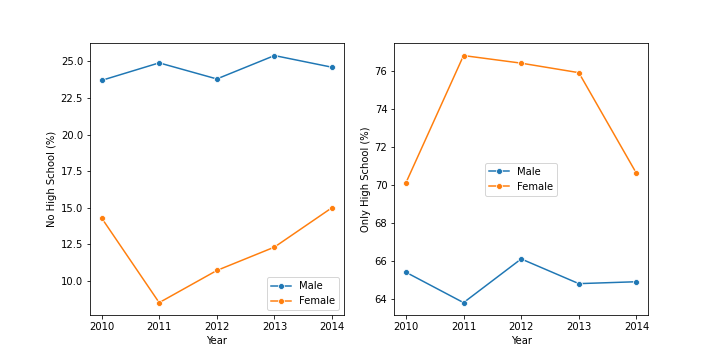 No High School (%)
25.0
22.5
20.0
17.5
15.0
12.5
10.0
2010 2011 2012 2013 2014
Year
Male
Female
Only High School (%)
76
74
72
70
68
66
64
2010 2011 2012 2013 2014
Year
Male
Female